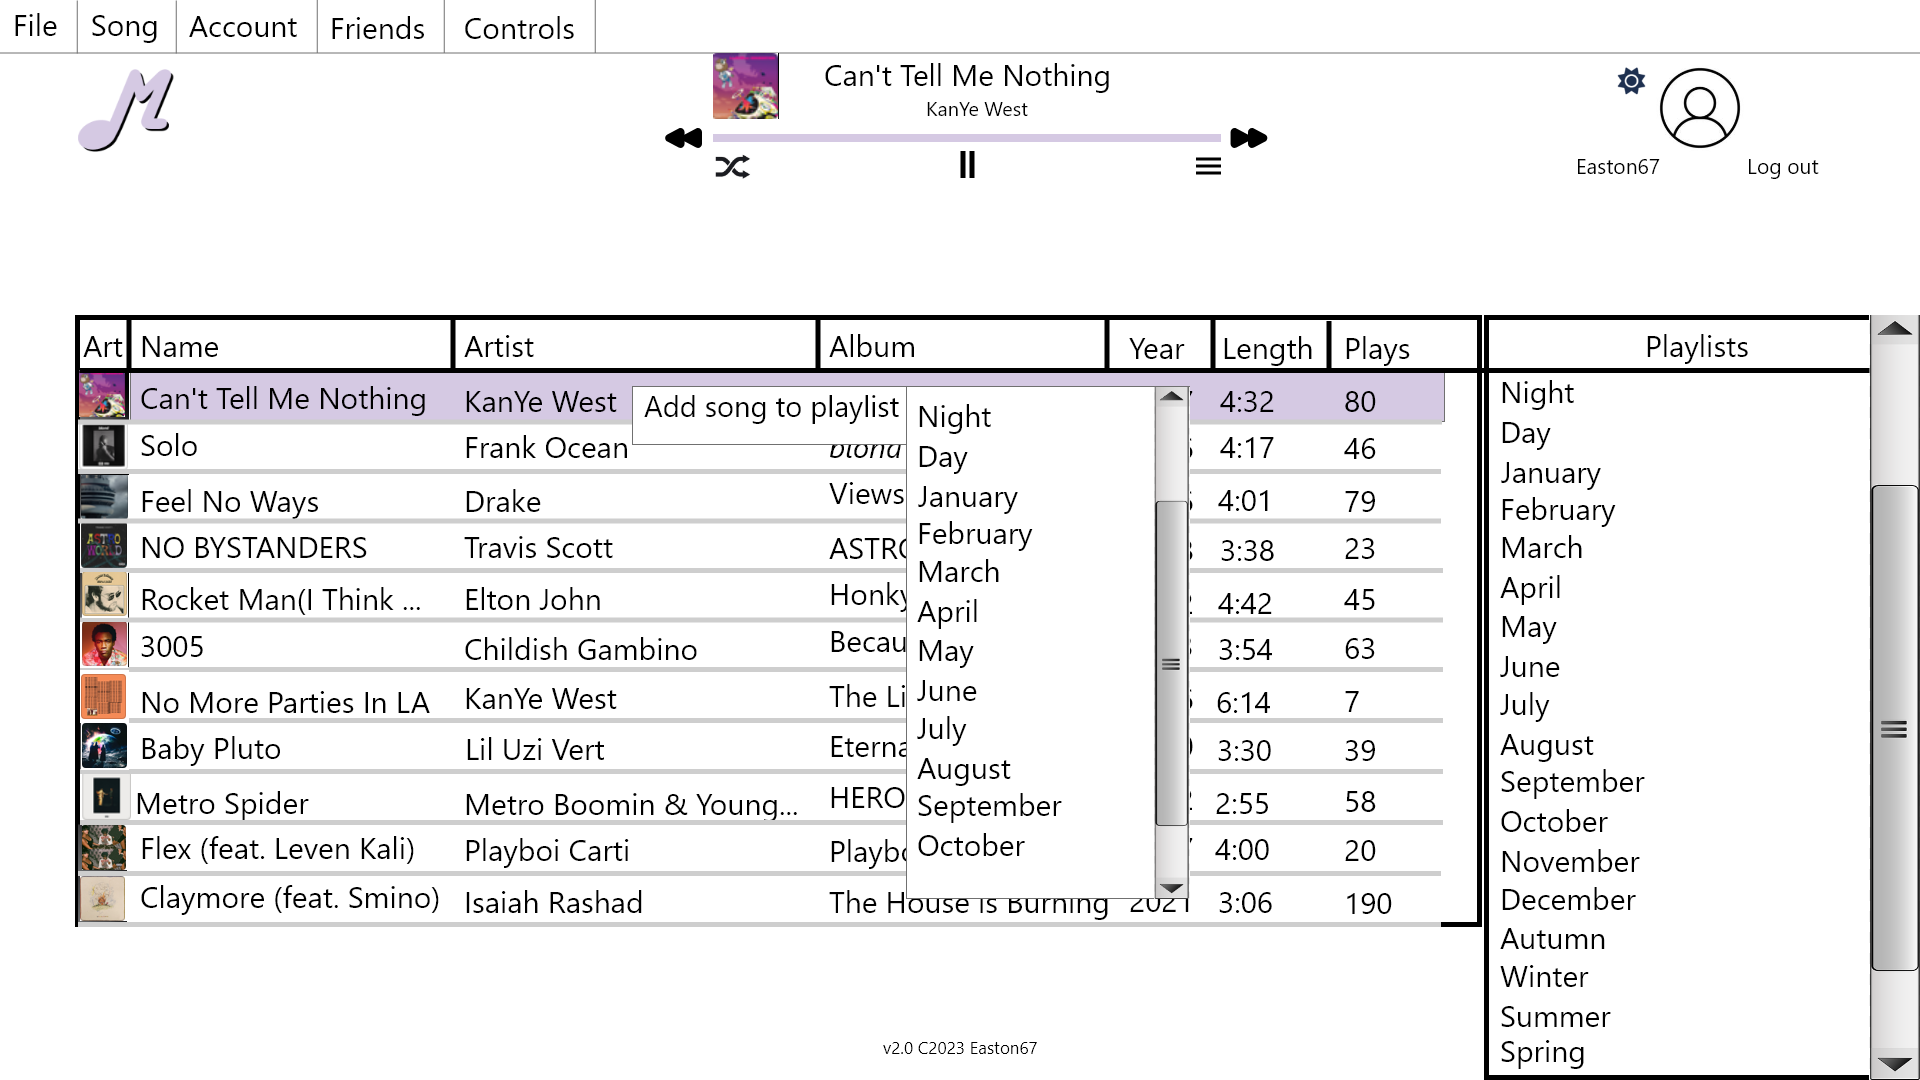 File Song Account Friends Controls
Can't Tell Me Nothing
KanYe West
Easton67 Log out
Art Name Artist Album Year Length Plays
Can't Tell Me Nothing KanYe West 4:32 80
Solo Frank Ocean blond 4:17 46
Feel No Ways Drake Views 4:01 79
NO BYSTANDERS Travis Scott ASTRO 3:38 23
Rocket Man(I Think ... Elton John Honky 4:42 45
3005 Childish Gambino Becau 3:54 63
No More Parties In LA KanYe West The Li 6:14 7
Baby Pluto Lil Uzi Vert Eterna 3:30 39
Metro Spider Metro Boomin & Young... HERO 2:55 58
Flex (feat. Leven Kali) Playboi Carti Playbo 4:00 20
Claymore (feat. Smino) Isaiah Rashad The House Is Burning 2021 3:06 190
Add song to playlist
Night
Day
January
February
March
April
May
June
July
August
September
October
Playlists
Night
Day
January
February
March
April
May
June
July
August
September
October
November
December
Autumn
Winter
Summer
Spring
v2.0 C2023 Easton67